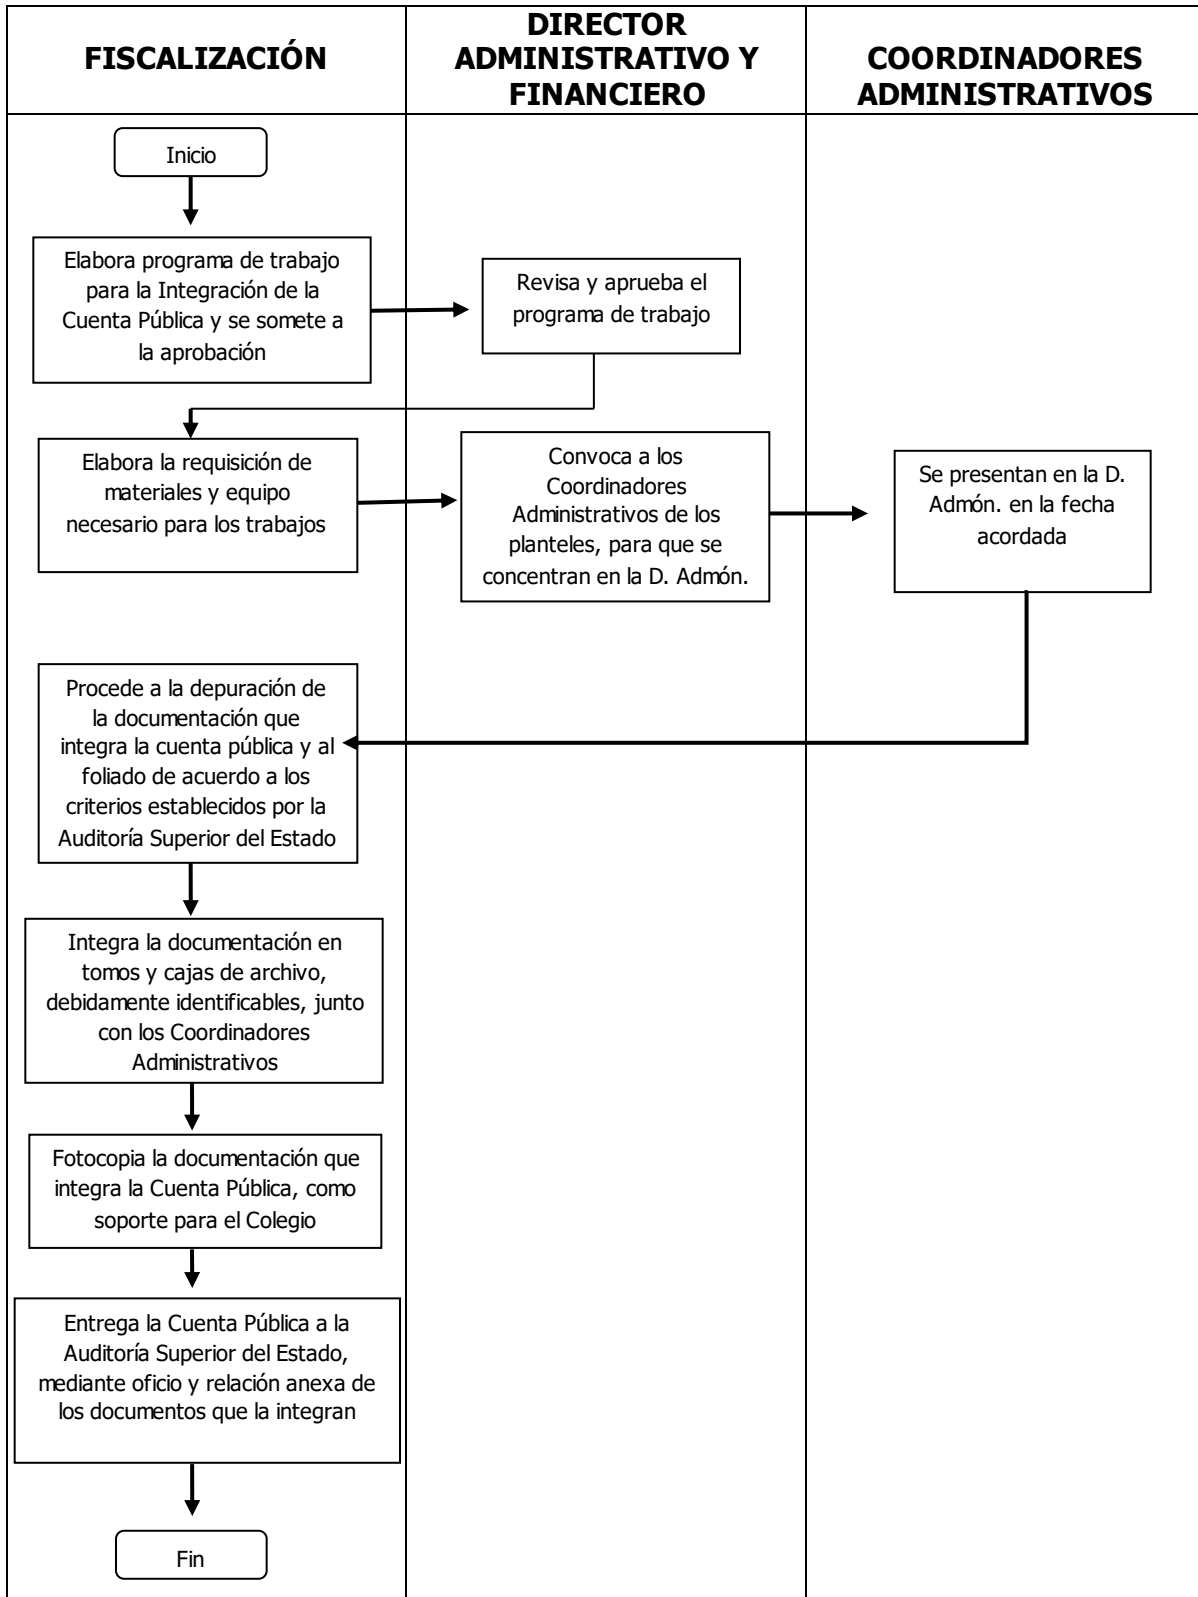 FISCALIZACIÓN
DIRECTOR
ADMINISTRATIVO Y
FINANCIERO
COORDINADORES
ADMINISTRATIVOS
Inicio
Elabora programa de trabajo
para la Integración de la
Cuenta Pública y se somete a
la aprobación
Revisa y aprueba el
programa de trabajo
Elabora la requisición de
materiales y equipo
necesario para los trabajos
Convoca a los
Coordinadores
Administrativos de los
planteles, para que se
concentran en la D. Admón.
Se presentan en la D.
Admón. en la fecha
acordada
Procede a la depuración de
la documentación que
integra la cuenta pública y al
foliado de acuerdo a los
criterios establecidos por la
Auditoría Superior del Estado
Integra la documentación en
tomos y cajas de archivo,
debidamente identificables, junto
con los Coordinadores
Administrativos
Fotocopia la documentación que
integra la Cuenta Pública, como
soporte para el Colegio
Entrega la Cuenta Pública a la
Auditoría Superior del Estado,
mediante oficio y relación anexa de
los documentos que la integran
Fin